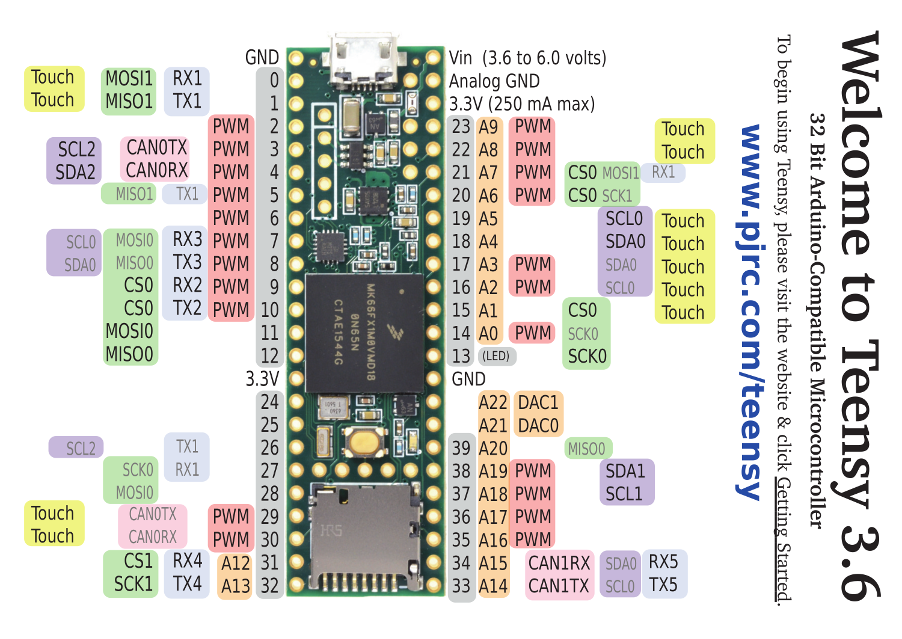 Welcome to Teensy 3.6
32 Bit Arduino-Compatible Microcontroller
To begin using Teensy, please visit the website & click Getting Started.
www.pjrc.com/teensy
GND Vin (3.6 to 6.0 volts)
Touch MOSI1 RX1 0 Analog GND
Touch MISO1 TX1 1 3.3V (250 mA max)
PWM 2 23 A9 PWM Touch
SCL2 CAN0TX PWM 3 22 A8 PWM Touch
SDA2 CAN0RX PWM 4 21 A7 PWM CS0 MOSI1 RX1
MISO1 TX1 PWM 5 20 A6 PWM CS0 SCK1
PWM 6 19 A5 SCL0 Touch
SCL0 MOSI0 RX3 PWM 7 18 A4 SDA0 Touch
SDA0 MISO0 TX3 PWM 8 17 A3 PWM SDA0 Touch
CS0 RX2 PWM 9 16 A2 PWM SCL0 Touch
CS0 TX2 PWM 10 15 A1 CS0 Touch
MOSI0 11 14 A0 PWM SCK0
MISO0 12 13 (LED) SCK0
3.3V GND
24 A22 DAC1
25 A21 DAC0
SCL2 TX1 26 39 A20 MISO0
SCK0 RX1 27 38 A19 PWM SDA1
MOSI0 28 37 A18 PWM SCL1
Touch CAN0TX PWM 29 36 A17 PWM
Touch CAN0RX PWM 30 35 A16 PWM
CS1 RX4 A12 31 34 A15 CAN1RX SDA0 RX5
SCK1 TX4 A13 32 33 A14 CAN1TX SCL0 TX5
MK66FX1M0VMD18
0N65N
CTAE1544G